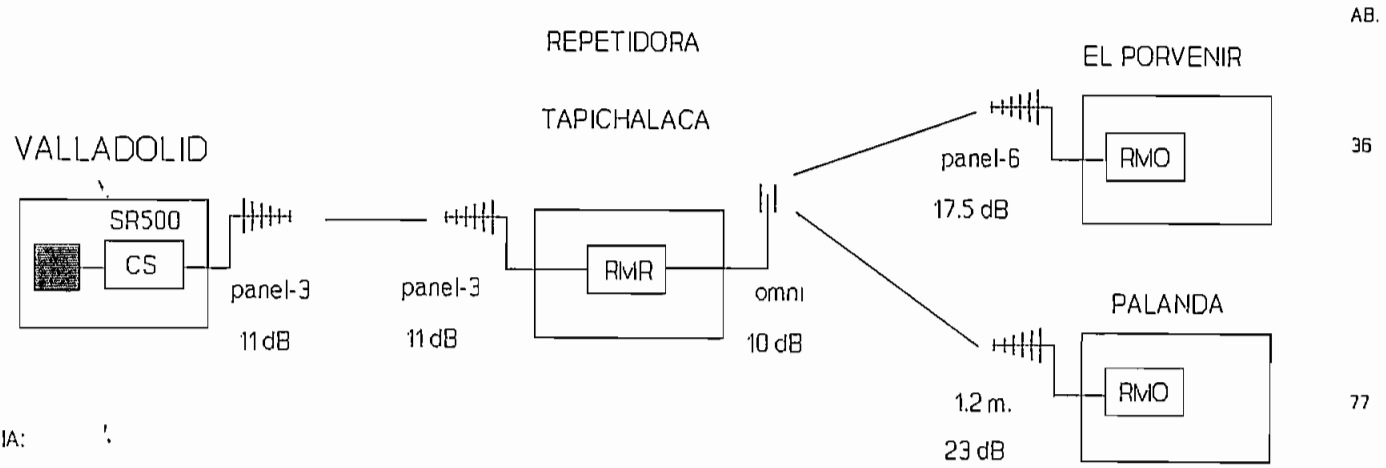 AB.
REPETIDORA
TAPICHALACA
EL PORVENIR
RMO
panel-6
17.5 dB
36
VALLADOLID
SR500
CS
panel-3
11 dB
panel-3
11 dB
RMR
omni
10 dB
PALANDA
RMO
1.2 m.
23 dB
77
IA: